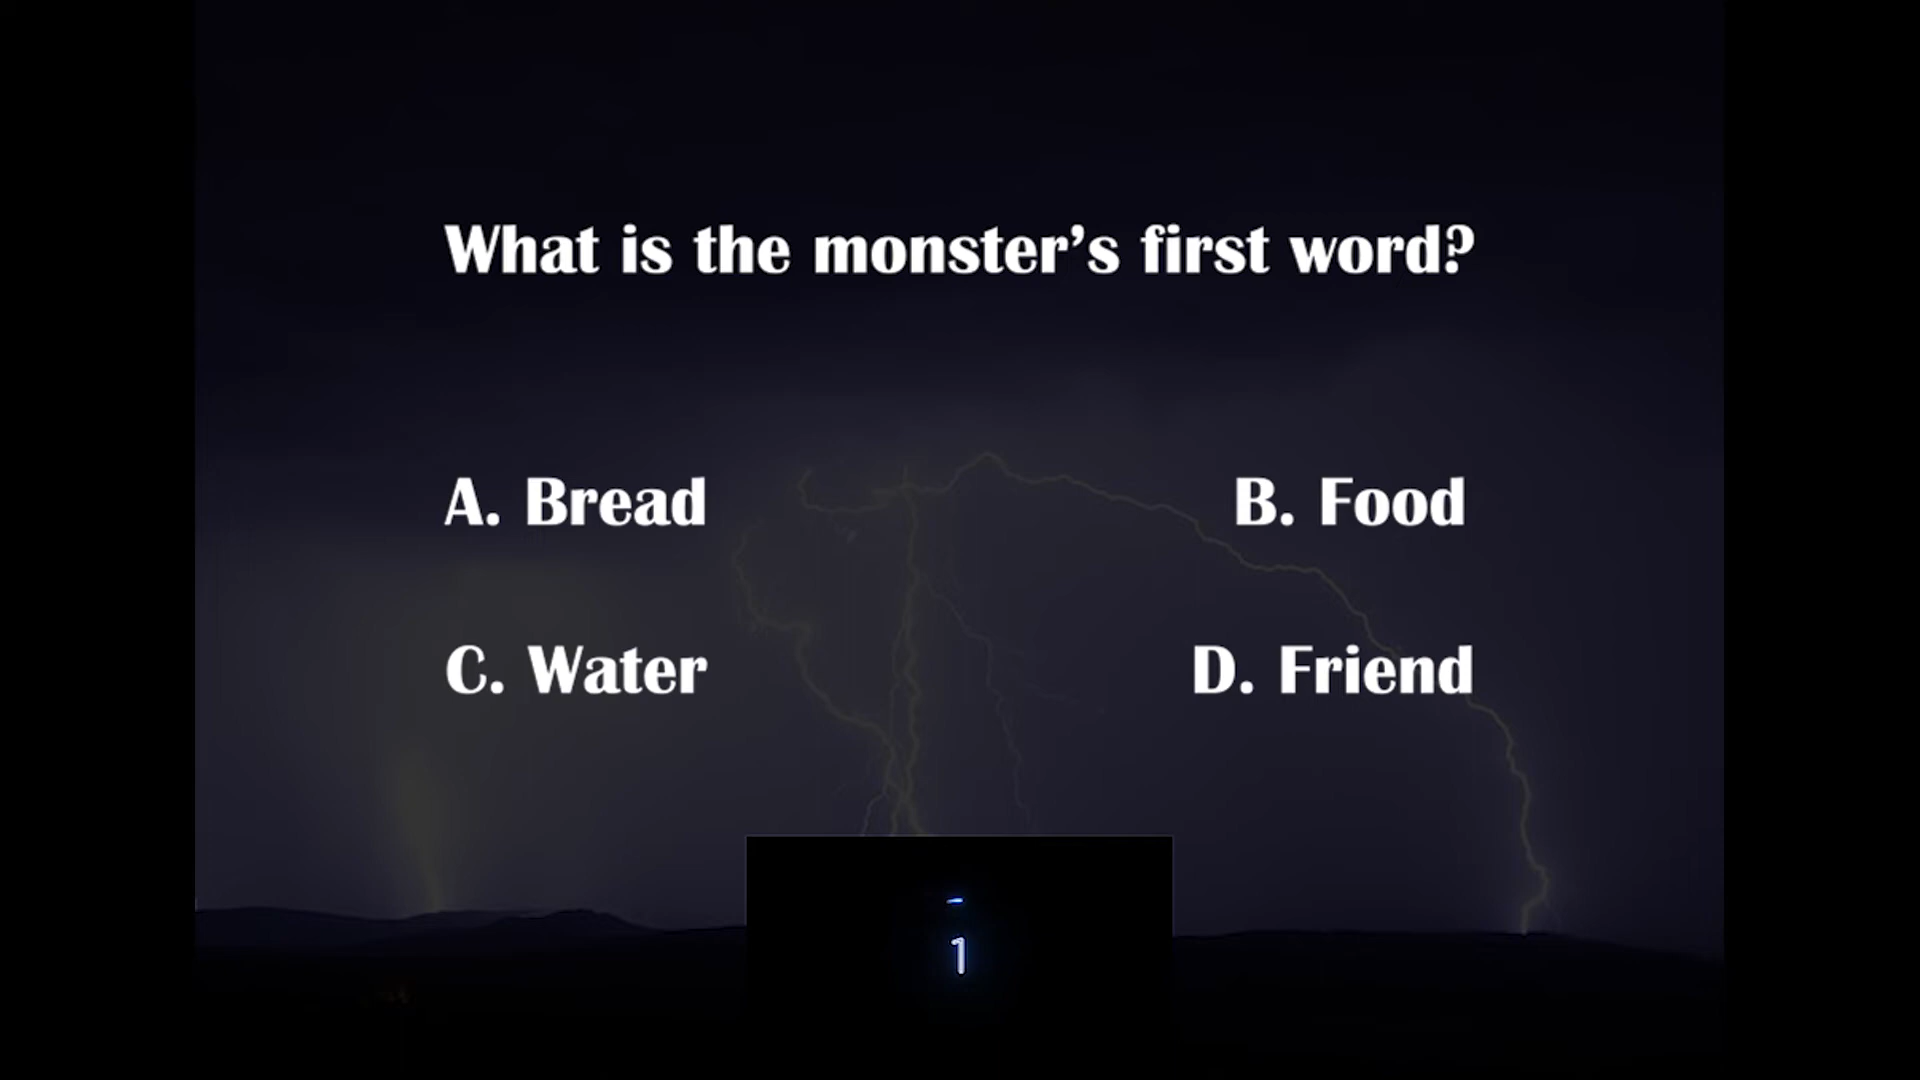 What is the monster’s first word?
A. Bread
B. Food
C. Water
D. Friend
1